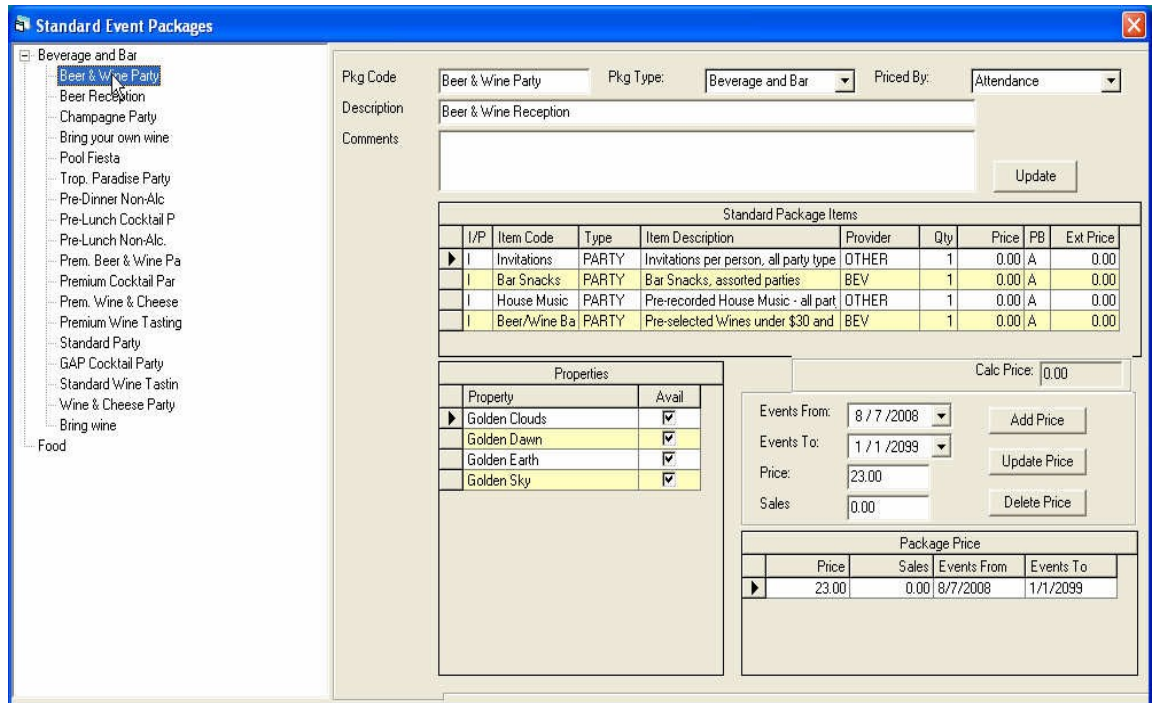 Standard Event Packages
Beverage and Bar
Beer & Wine Party
Beer Reception
Champagne Party
Bring your own wine
Pool Fiesta
Trop. Paradise Party
Pre-Dinner Non-Alc
Pre-Lunch Cocktail P
Pre-Lunch Non-Alc.
Prem. Beer & Wine Pa
Premium Cocktail Par
Prem. Wine & Cheese
Premium Wine Tasting
Standard Party
GAP Cocktail Party
Standard Wine Tastin
Wine & Cheese Party
Bring wine
Food
Pkg Code Beer & Wine Party Pkg Type: Beverage and Bar Priced By: Attendance
Description Beer & Wine Reception
Comments
Update
Standard Package Items
I/P Item Code Type Item Description Provider Qty Price PB Ext Price
I Invitations PARTY Invitations per person, all party type OTHER 1 0.00 A 0.00
I Bar Snacks PARTY Bar Snacks, assorted parties BEV 1 0.00 A 0.00
I House Music PARTY Pre-recorded House Music - all part OTHER 1 0.00 A 0.00
I Beer/Wine Ba PARTY Pre-selected Wines under $30 and BEV 1 0.00 A 0.00
Calc Price: 0.00
Properties
Property Avail
Golden Clouds
Golden Dawn
Golden Earth
Golden Sky
Events From: 8 / 7 /2008 Add Price
Events To: 1 / 1 /2099 Update Price
Price: 23.00
Sales 0.00 Delete Price
Package Price
Price Sales Events From Events To
23.00 0.00 8/7/2008 1/1/2099